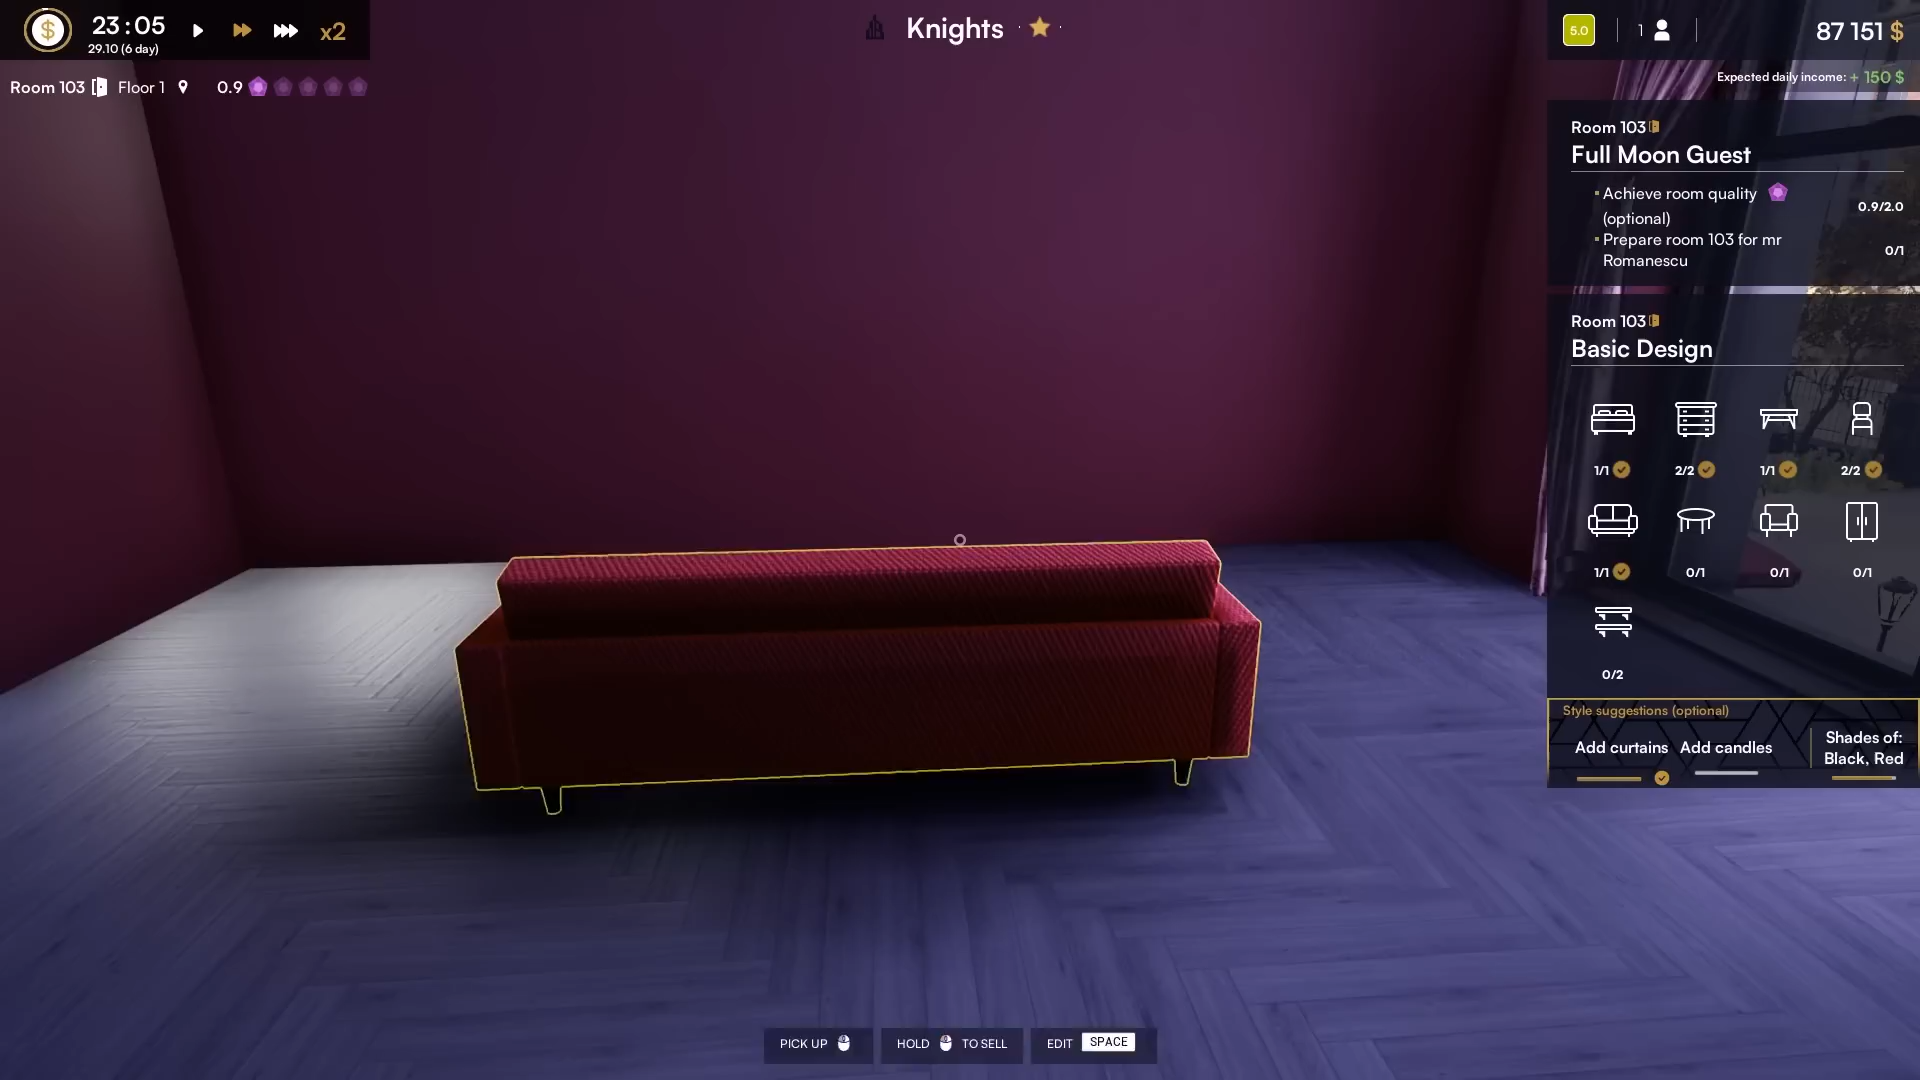 23:05
29.10 (6 day)
x2
Knights
5.0
1
87 151 $
Room 103
Floor 1
0.9
Expected daily income: + 150 $
Room 103
Full Moon Guest
Achieve room quality
(optional)
0.9/2.0
Prepare room 103 for mr
Romanescu
0/1
Room 103
Basic Design
1/1
2/2
1/1
2/2
1/1
0/1
0/1
0/1
0/2
Style suggestions (optional)
Add curtains
Add candles
Shades of:
Black, Red
PICK UP
HOLD TO SELL
EDIT SPACE